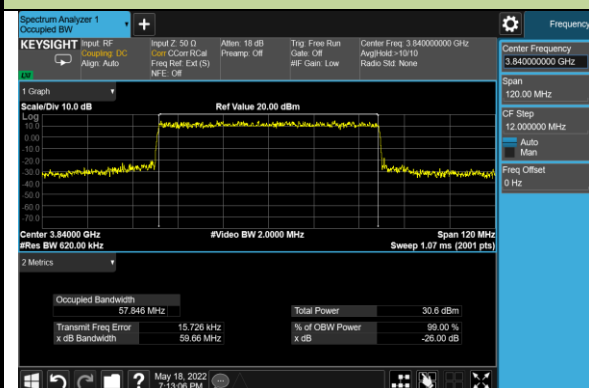 Spectrum Analyzer 1
Occupied BW
Frequency
KEYSIGHT
Input: RF
Coupling: DC
Align: Auto
Input Z: 50 Ω
Corr CCorr RCal
Freq Ref: Ext (S)
NFE: Off
Atten: 18 dB
Preamp: Off
Trig: Free Run
Gate: Off
#IF Gain: Low
Center Freq: 3.840000000 GHz
Avg|Hold:>10/10
Radio Std: None
Center Frequency
3.840000000 GHz
Span
120.00 MHz
CF Step
12.000000 MHz
Auto
Man
Freq Offset
0 Hz
1 Graph
Scale/Div 10.0 dB
Ref Value 20.00 dBm
Log
10.0
0.00
-10.0
-20.0
-30.0
-40.0
-50.0
-60.0
-70.0
Center 3.84000 GHz
#Video BW 2.0000 MHz
Span 120 MHz
#Res BW 620.00 kHz
Sweep 1.07 ms (2001 pts)
2 Metrics
Occupied Bandwidth
57.846 MHz
Total Power
30.6 dBm
Transmit Freq Error
15.726 kHz
% of OBW Power
99.00 %
x dB Bandwidth
59.66 MHz
x dB
-26.00 dB
May 18, 2022
7:13:06 PM